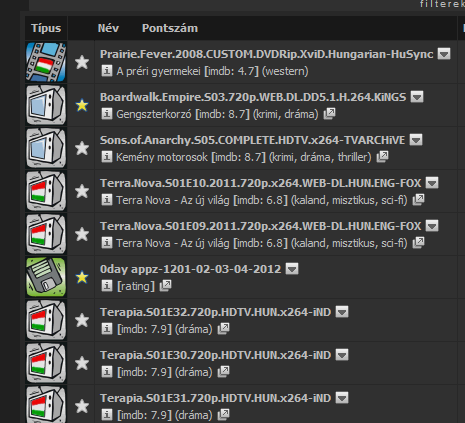 filterek
Típus Név Pontszám
Prairie.Fever.2008.CUSTOM.DVDRip.XviD.Hungarian-HuSync
A préri gyermekei [imdb: 4.7] (western)
Boardwalk.Empire.S03.720p.WEB.DL.DD5.1.H.264.KiNGS
Gengszterkorzó [imdb: 8.7] (krimi, dráma)
Sons.of.Anarchy.S05.COMPLETE.HDTV.x264-TVARCHiVE
Kemény motorosok [imdb: 8.7] (krimi, dráma, thriller)
Terra.Nova.S01E10.2011.720p.x264.WEB-DL.HUN.ENG-FOX
Terra Nova - Az új világ [imdb: 6.8] (kaland, misztikus, sci-fi)
Terra.Nova.S01E09.2011.720p.x264.WEB-DL.HUN.ENG-FOX
Terra Nova - Az új világ [imdb: 6.8] (kaland, misztikus, sci-fi)
0day appz-1201-02-03-04-2012
[rating]
Terapia.S01E32.720p.HDTV.HUN.x264-iND
[imdb: 7.9] (dráma)
Terapia.S01E30.720p.HDTV.HUN.x264-iND
[imdb: 7.9] (dráma)
Terapia.S01E31.720p.HDTV.HUN.x264-iND
[imdb: 7.9] (dráma)